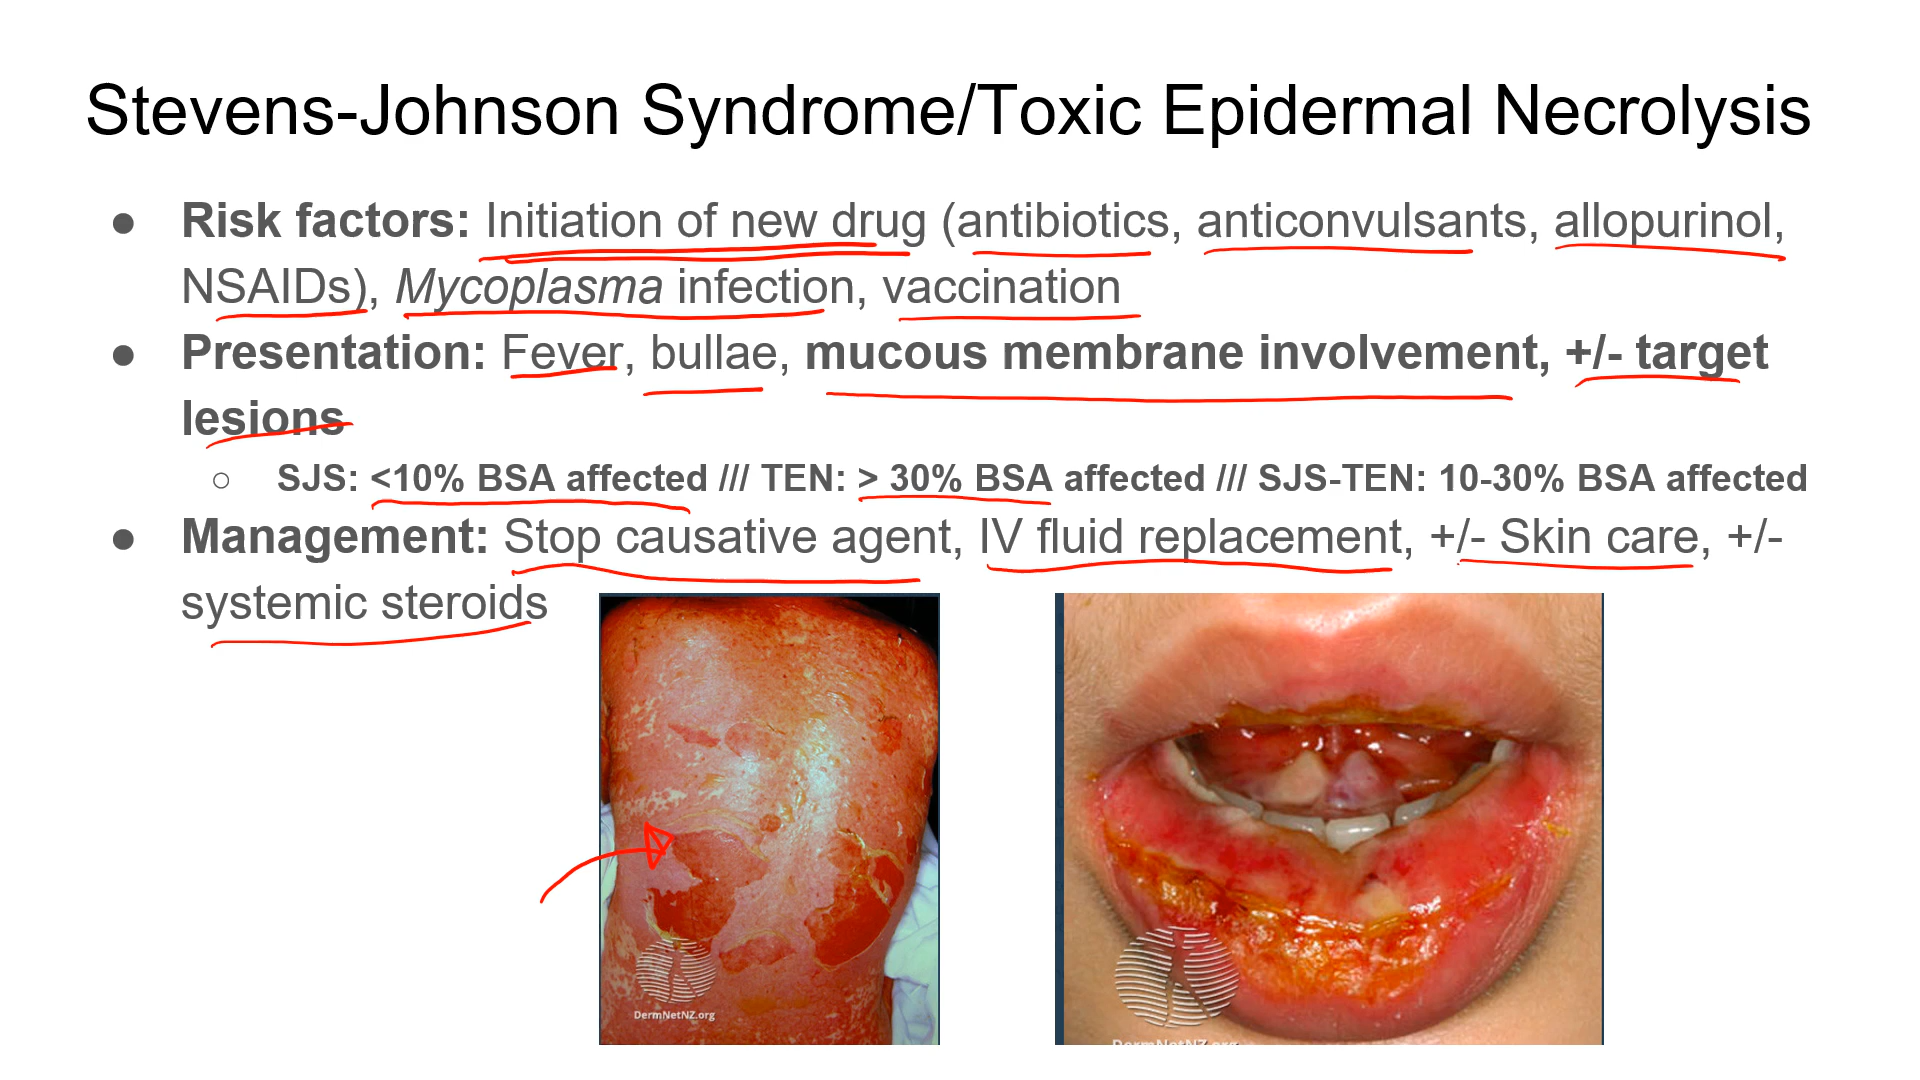 Stevens-Johnson Syndrome/Toxic Epidermal Necrolysis
● Risk factors: Initiation of new drug (antibiotics, anticonvulsants, allopurinol,
NSAIDs), Mycoplasma infection, vaccination
● Presentation: Fever, bullae, mucous membrane involvement, +/- target
lesions
○ SJS: <10% BSA affected /// TEN: > 30% BSA affected /// SJS-TEN: 10-30% BSA affected
● Management: Stop causative agent, IV fluid replacement, +/- Skin care, +/-
systemic steroids
DermNetNZ.org
DermNetNZ.org